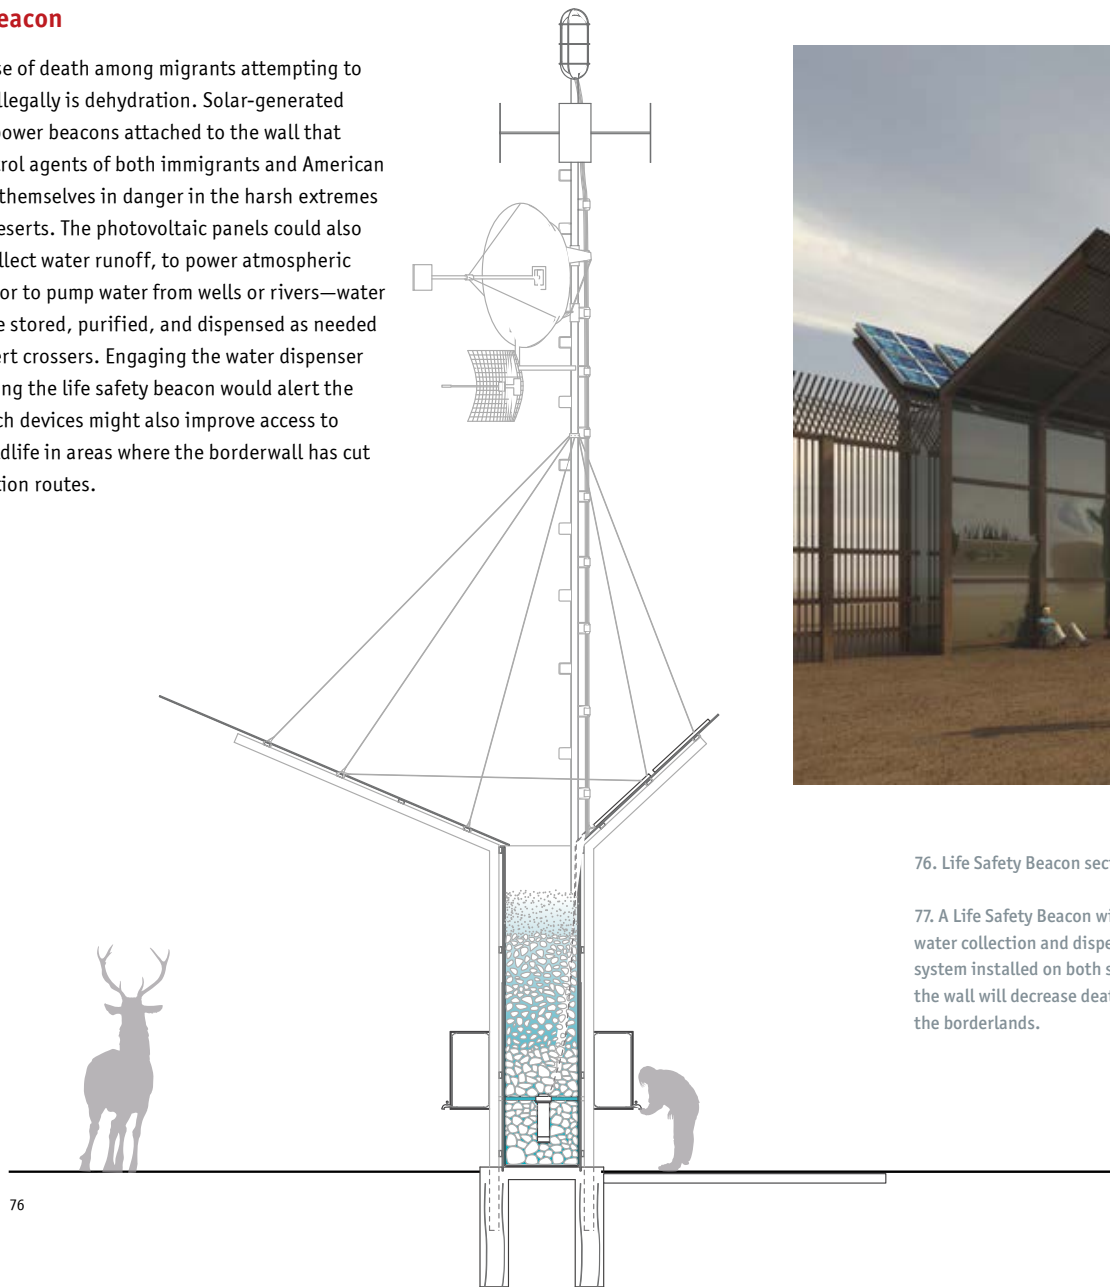 eacon
se of death among migrants attempting to
llegally is dehydration. Solar-generated
power beacons attached to the wall that
trol agents of both immigrants and American
themselves in danger in the harsh extremes
eserts. The photovoltaic panels could also
llect water runoff, to power atmospheric
or to pump water from wells or rivers—water
e stored, purified, and dispensed as needed
ert crossers. Engaging the water dispenser
ing the life safety beacon would alert the
ch devices might also improve access to
ldlife in areas where the borderwall has cut
tion routes.
76. Life Safety Beacon sec
77. A Life Safety Beacon wi
water collection and dispe
system installed on both s
the wall will decrease deat
the borderlands.
76